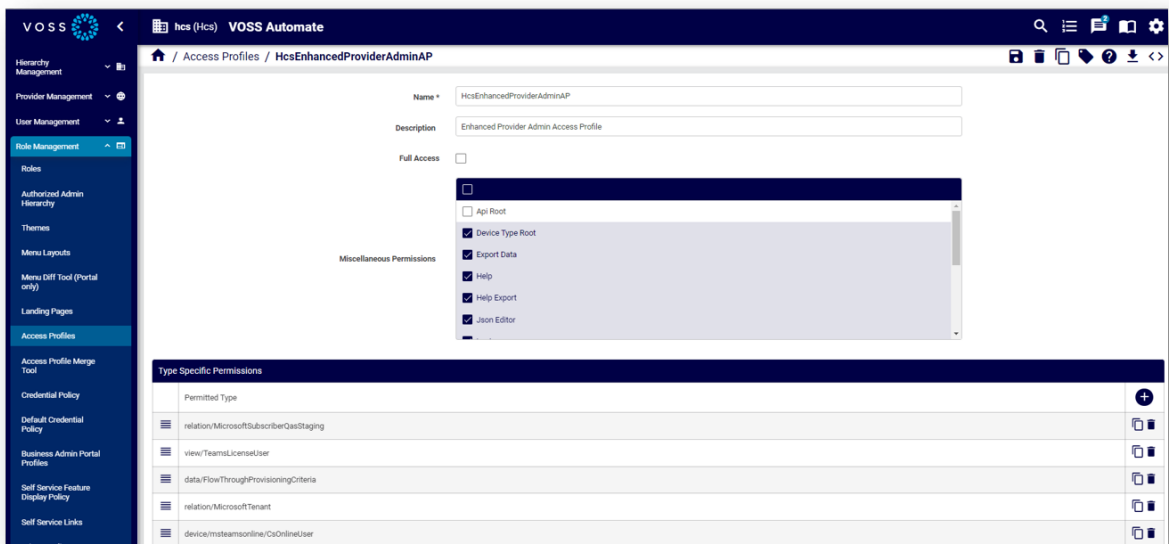 VOSS
hcs (Hcs) VOSS Automate
2
Hierarchy
Management
/ Access Profiles / HcsEnhancedProviderAdminAP
Provider Management
User Management
Role Management
Roles
Authorized Admin
Hierarchy
Themes
Menu Layouts
Menu Diff Tool (Portal
only)
Landing Pages
Access Profiles
Access Profile Merge
Tool
Credential Policy
Default Credential
Policy
Business Admin Portal
Profiles
Self Service Feature
Display Policy
Self Service Links
Name *
HcsEnhancedProviderAdminAP
Description
Enhanced Provider Admin Access Profile
Full Access
Miscellaneous Permissions
Api Root
Device Type Root
Export Data
Help
Help Export
Json Editor
Type Specific Permissions
Permitted Type
relation/MicrosoftSubscriberQasStaging
view/TeamsLicenseUser
data/FlowThroughProvisioningCriteria
relation/MicrosoftTenant
device/msteamsonline/CsOnlineUser